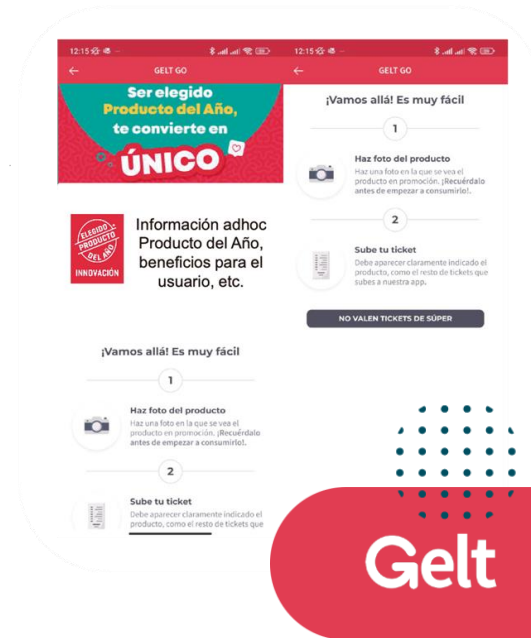 12:15
GELT GO
Ser elegido
Producto del Año,
te convierte en
ÚNICO
ELEGIDO
PRODUCTO
DEL AÑO
INNOVACIÓN
Información adhoc
Producto del Año,
beneficios para el
usuario, etc.
¡Vamos allá! Es muy fácil
1
Haz foto del producto
Haz una foto en la que se vea el
producto en promoción. ¡Recuérdalo
antes de empezar a consumirlo!.
2
Sube tu ticket
Debe aparecer claramente indicado el
producto, como el resto de tickets que
12:15
GELT GO
¡Vamos allá! Es muy fácil
1
Haz foto del producto
Haz una foto en la que se vea el
producto en promoción. ¡Recuérdalo
antes de empezar a consumirlo!.
2
Sube tu ticket
Debe aparecer claramente indicado el
producto, como el resto de tickets que
subes a nuestra app.
NO VALEN TICKETS DE SÚPER
Gelt